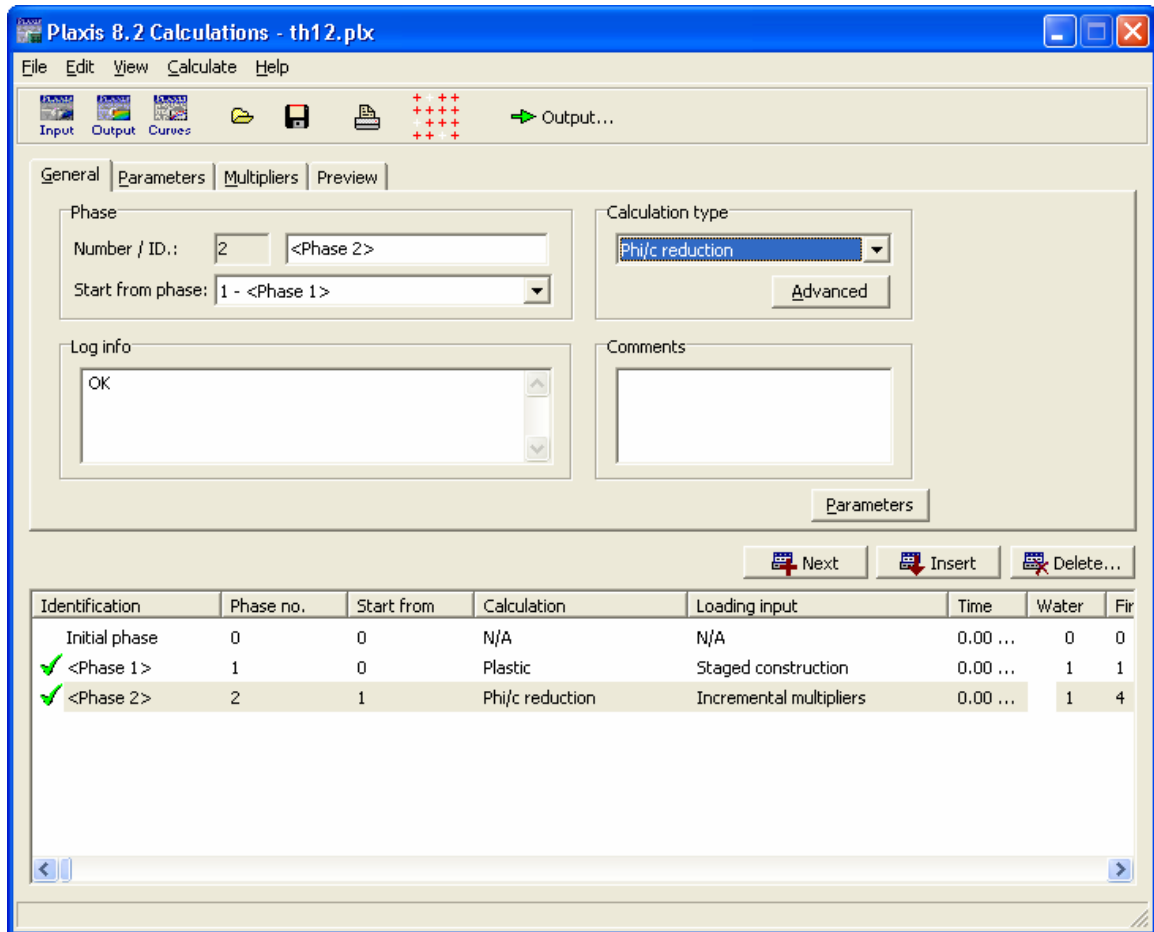 Plaxis 8.2 Calculations - th12.plx
File Edit View Calculate Help
Input Output Curves Output...
General Parameters Multipliers Preview
Phase
Number / ID.: 2 <Phase 2>
Start from phase: 1 - <Phase 1>
Calculation type
Phi/c reduction
Advanced
Log info
OK
Comments
Parameters
Next Insert Delete...
Identification Phase no. Start from Calculation Loading input Time Water Fir
Initial phase 0 0 N/A N/A 0.00 ... 0 0
<Phase 1> 1 0 Plastic Staged construction 0.00 ... 1 1
<Phase 2> 2 1 Phi/c reduction Incremental multipliers 0.00 ... 1 4